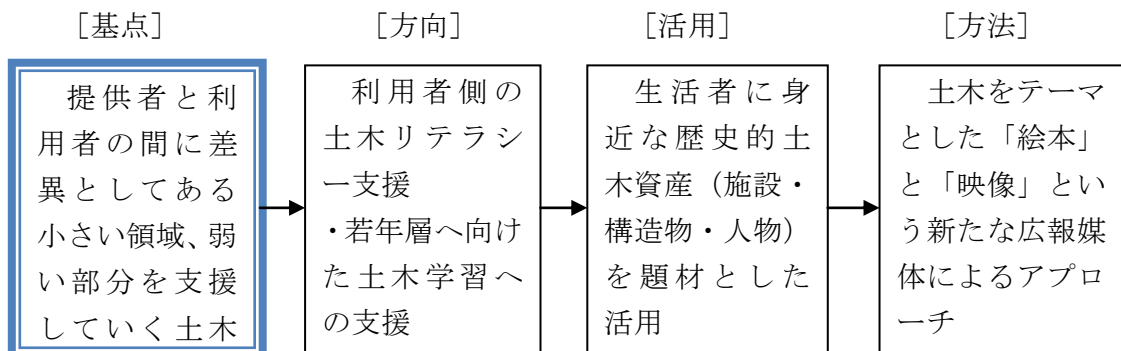 ［基点］
［方向］
［活用］
［方法］
提供者と利
用者の間に差
異としてある
小さい領域、弱
い部分を支援
していく土木
利用者側の
土木リテラシ
ー支援
・若年層へ向け
た土木学習へ
の支援
生活者に身
近な歴史的土
木資産（施設・
構造物・人物）
を題材とした
活用
土木をテーマ
とした「絵本」
と「映像」とい
う新たな広報媒
体によるアプロ
ーチ